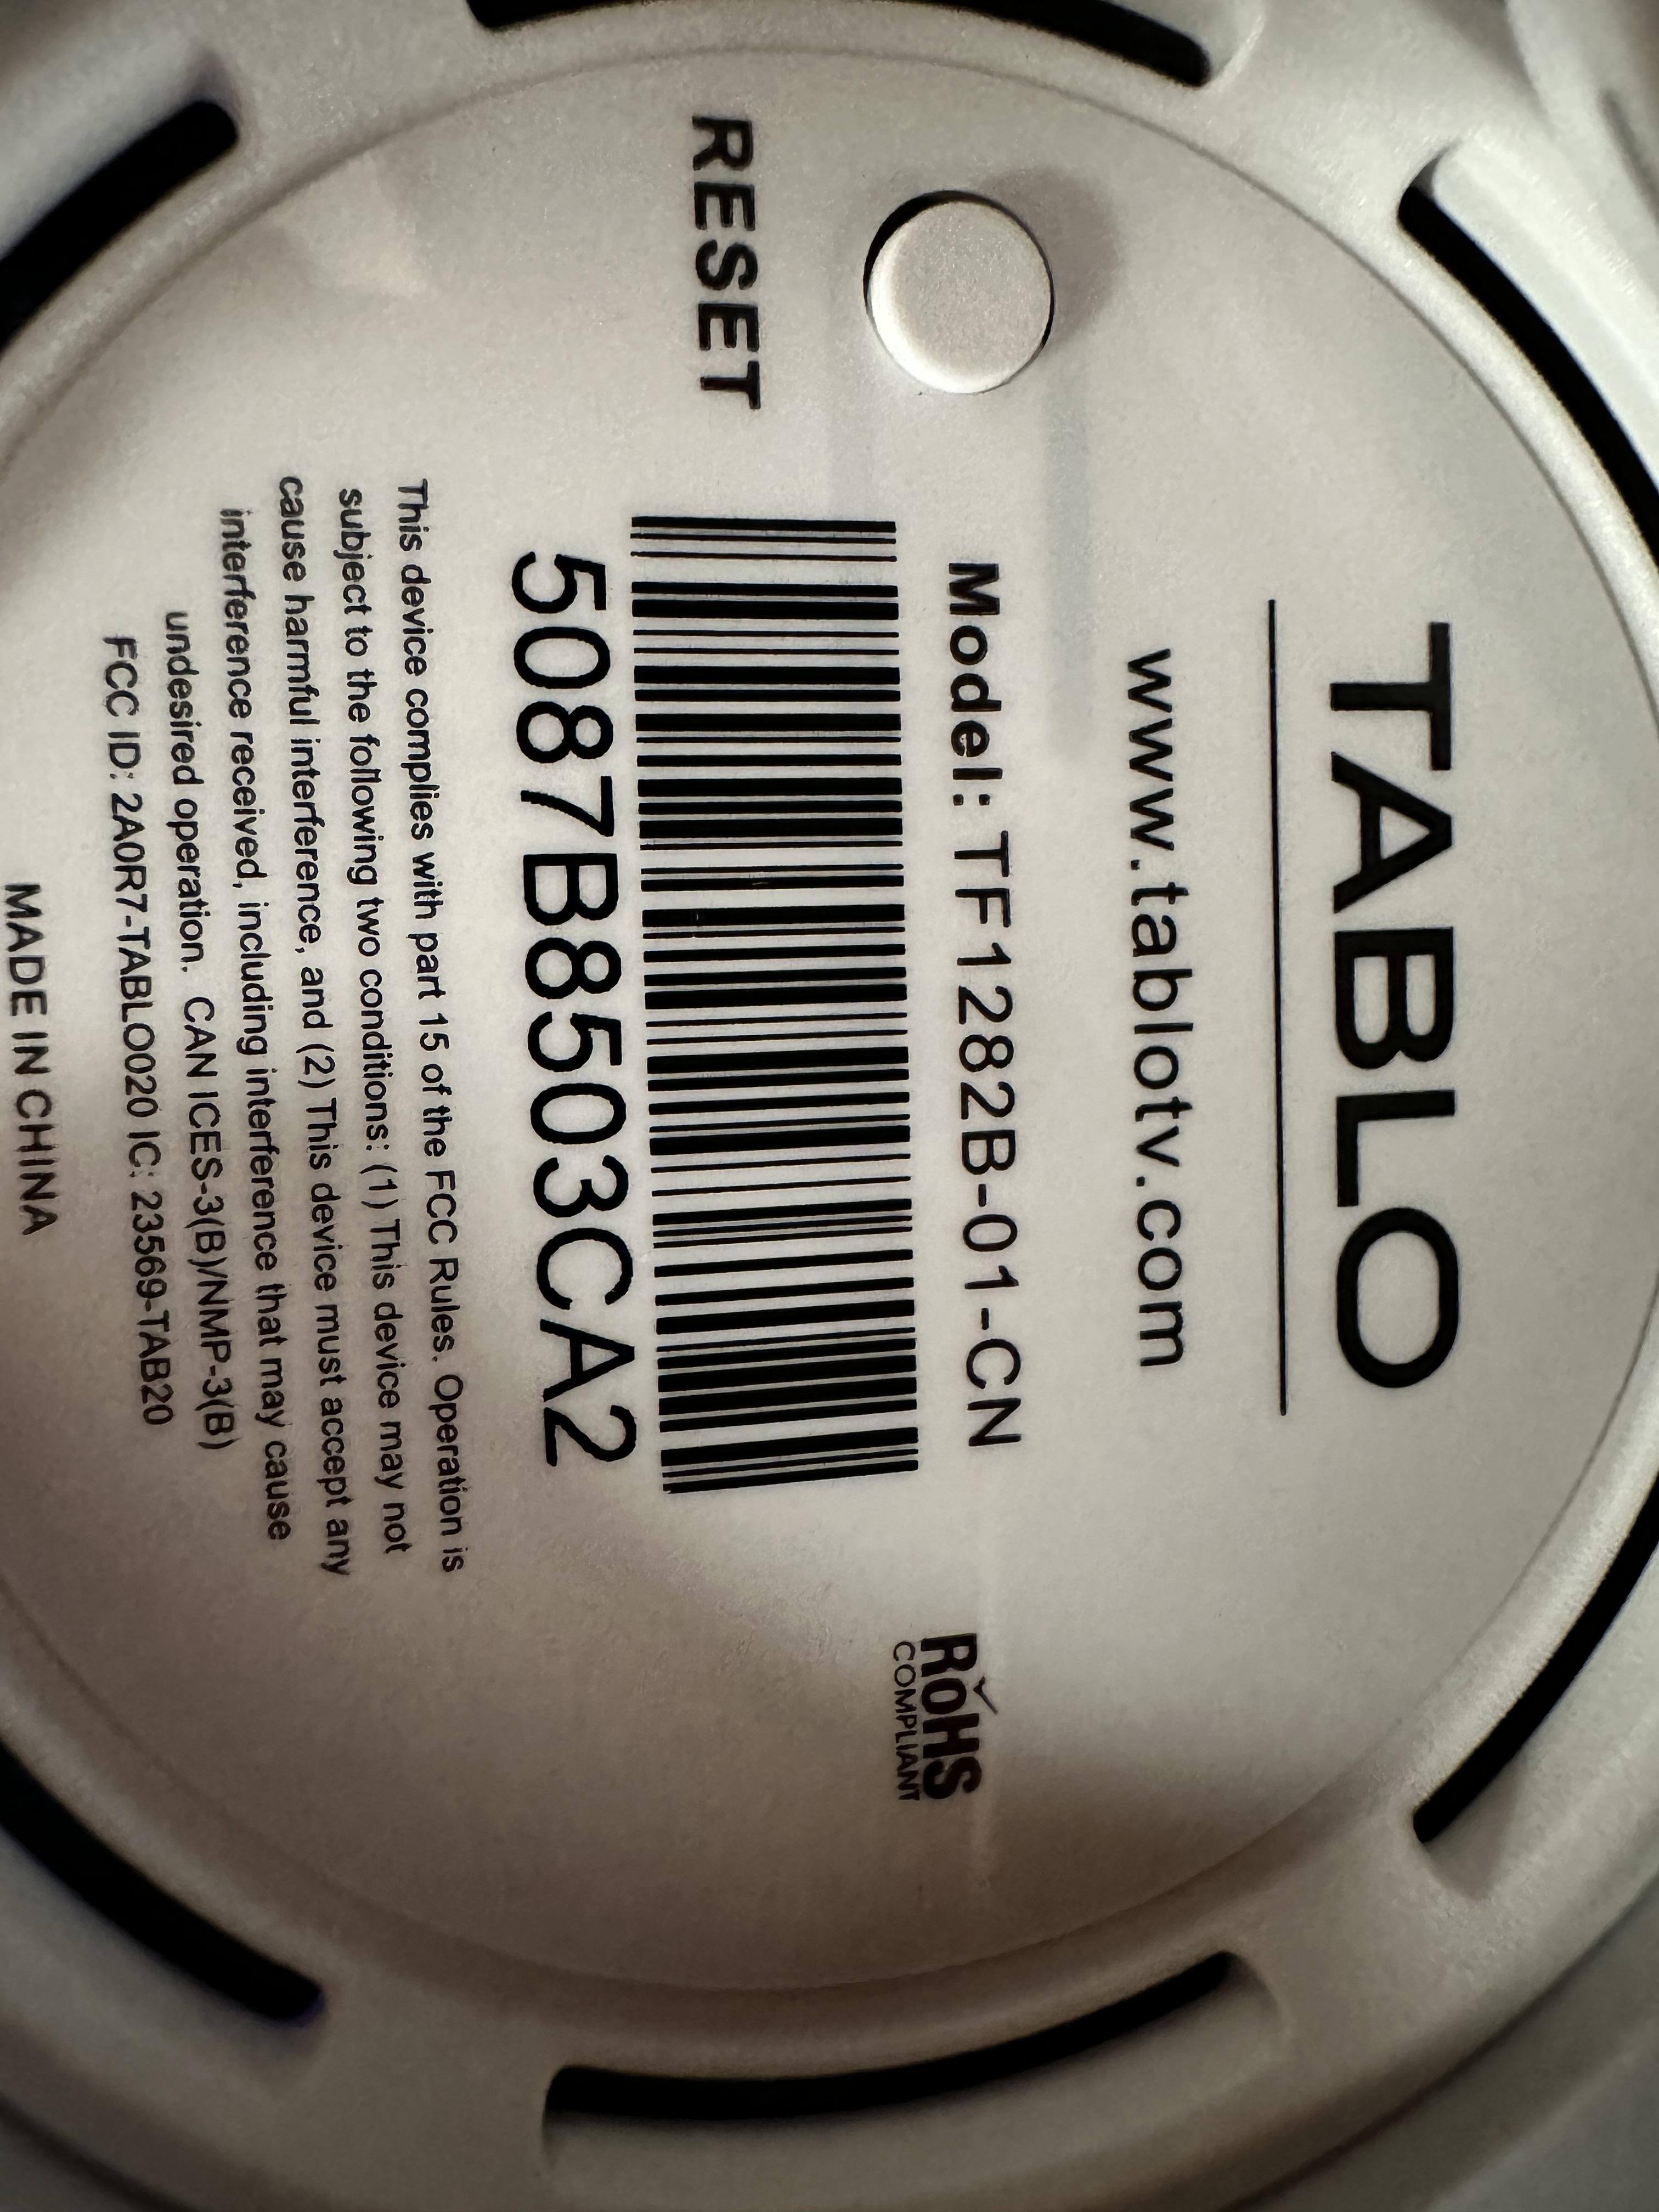 TABLO
www.tablotv.com
Model: TF1282B-01-CN
RESET
5087B8503CA2
RoHS
COMPLIANT
This device complies with part 15 of the FCC Rules. Operation is
subject to the following two conditions: (1) This device may not
cause harmful interference, and (2) This device must accept any
interference received, including interference that may cause
undesired operation. CAN ICES-3(B)/NMP-3(B)
FCC ID: 2A0R7-TABLO020 IC: 23569-TAB20
MADE IN CHINA